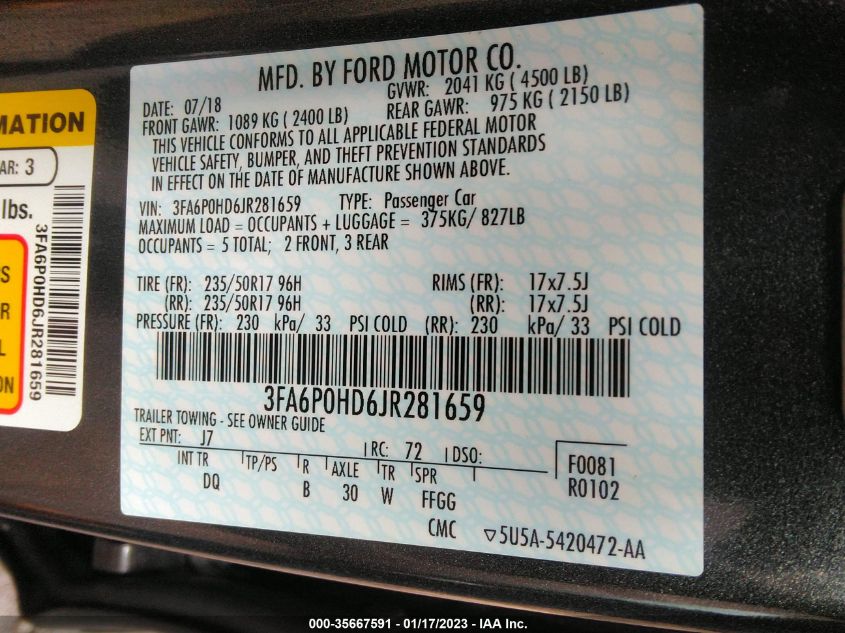 MFD. BY FORD MOTOR CO.
DATE: 07/18 GVWR: 2041 KG ( 4500 LB)
FRONT GAWR: 1089 KG ( 2400 LB) REAR GAWR: 975 KG ( 2150 LB)
THIS VEHICLE CONFORMS TO ALL APPLICABLE FEDERAL MOTOR
VEHICLE SAFETY, BUMPER, AND THEFT PREVENTION STANDARDS
IN EFFECT ON THE DATE OF MANUFACTURE SHOWN ABOVE.
VIN: 3FA6P0HD6JR281659 TYPE: Passenger Car
MAXIMUM LOAD = OCCUPANTS + LUGGAGE = 375KG/ 827LB
OCCUPANTS = 5 TOTAL; 2 FRONT, 3 REAR
TIRE (FR): 235/50R17 96H RIMS (FR): 17x7.5J
(RR): 235/50R17 96H (RR): 17x7.5J
PRESSURE (FR): 230 kPa/ 33 PSI COLD (RR): 230 kPa/ 33 PSI COLD
3FA6P0HD6JR281659
TRAILER TOWING - SEE OWNER GUIDE
EXT PNT: J7 RC: 72 DSO:
INT TR TP/PS R AXLE TR SPR
DQ B 30 W FFGG
F0081
R0102
CMC ▽5U5A-5420472-AA
MATION
AR: 3
lbs.
3FA6P0HD6JR281659
PS
R
L
ON
000-35667591 - 01/17/2023 - IAA Inc.